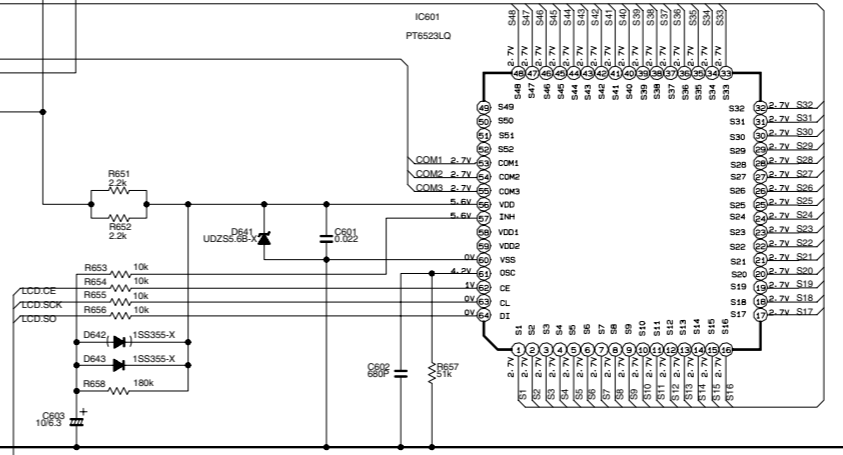 IC601
PT6523LQ
S48 S47 S46 S45 S44 S43 S42 S41 S40 S39 S38 S37 S36 S35 S34 S33
2.7V 2.7V 2.7V 2.7V 2.7V 2.7V 2.7V 2.7V 2.7V 2.7V 2.7V 2.7V 2.7V 2.7V 2.7V 2.7V
48 47 46 45 44 43 42 41 40 39 38 37 36 35 34 33
S48 S47 S46 S45 S44 S43 S42 S41 S40 S39 S38 S37 S36 S35 S34 S33
49 S49
50 S50
51 S51
52 S52
COM1 2.7V 53 COM1
COM2 2.7V 54 COM2
COM3 2.7V 55 COM3
5.6V 56 VDD
5.6V 57 INH
58 VDD1
59 VDD2
0V 60 VSS
4.2V 61 OSC
1V 62 CE
0V 63 CL
0V 64 DI
S32 32 2.7V S32
S31 31 2.7V S31
S30 30 2.7V S30
S29 29 2.7V S29
S28 28 2.7V S28
S27 27 2.7V S27
S26 26 2.7V S26
S25 25 2.7V S25
S24 24 2.7V S24
S23 23 2.7V S23
S22 22 2.7V S22
S21 21 2.7V S21
S20 20 2.7V S20
S19 19 2.7V S19
S18 18 2.7V S18
S17 17 2.7V S17
R651
2.2k
R652
2.2k
D641
UDZS5.6B-X
C601
0.022
R653 10k
LCD.CE R654 10k
LCD.SCK R655 10k
LCD.SO R656 10k
D642 1SS355-X
D643 1SS355-X
R658 180k
C603
10/6.3
C602
680P
R657
51k
S1 S2 S3 S4 S5 S6 S7 S8 S9 S10 S11 S12 S13 S14 S15 S16
1 2 3 4 5 6 7 8 9 10 11 12 13 14 15 16
2.7V 2.7V 2.7V 2.7V 2.7V 2.7V 2.7V 2.7V 2.7V 2.7V 2.7V 2.7V 2.7V 2.7V 2.7V 2.7V
S1 S2 S3 S4 S5 S6 S7 S8 S9 S10 S11 S12 S13 S14 S15 S16